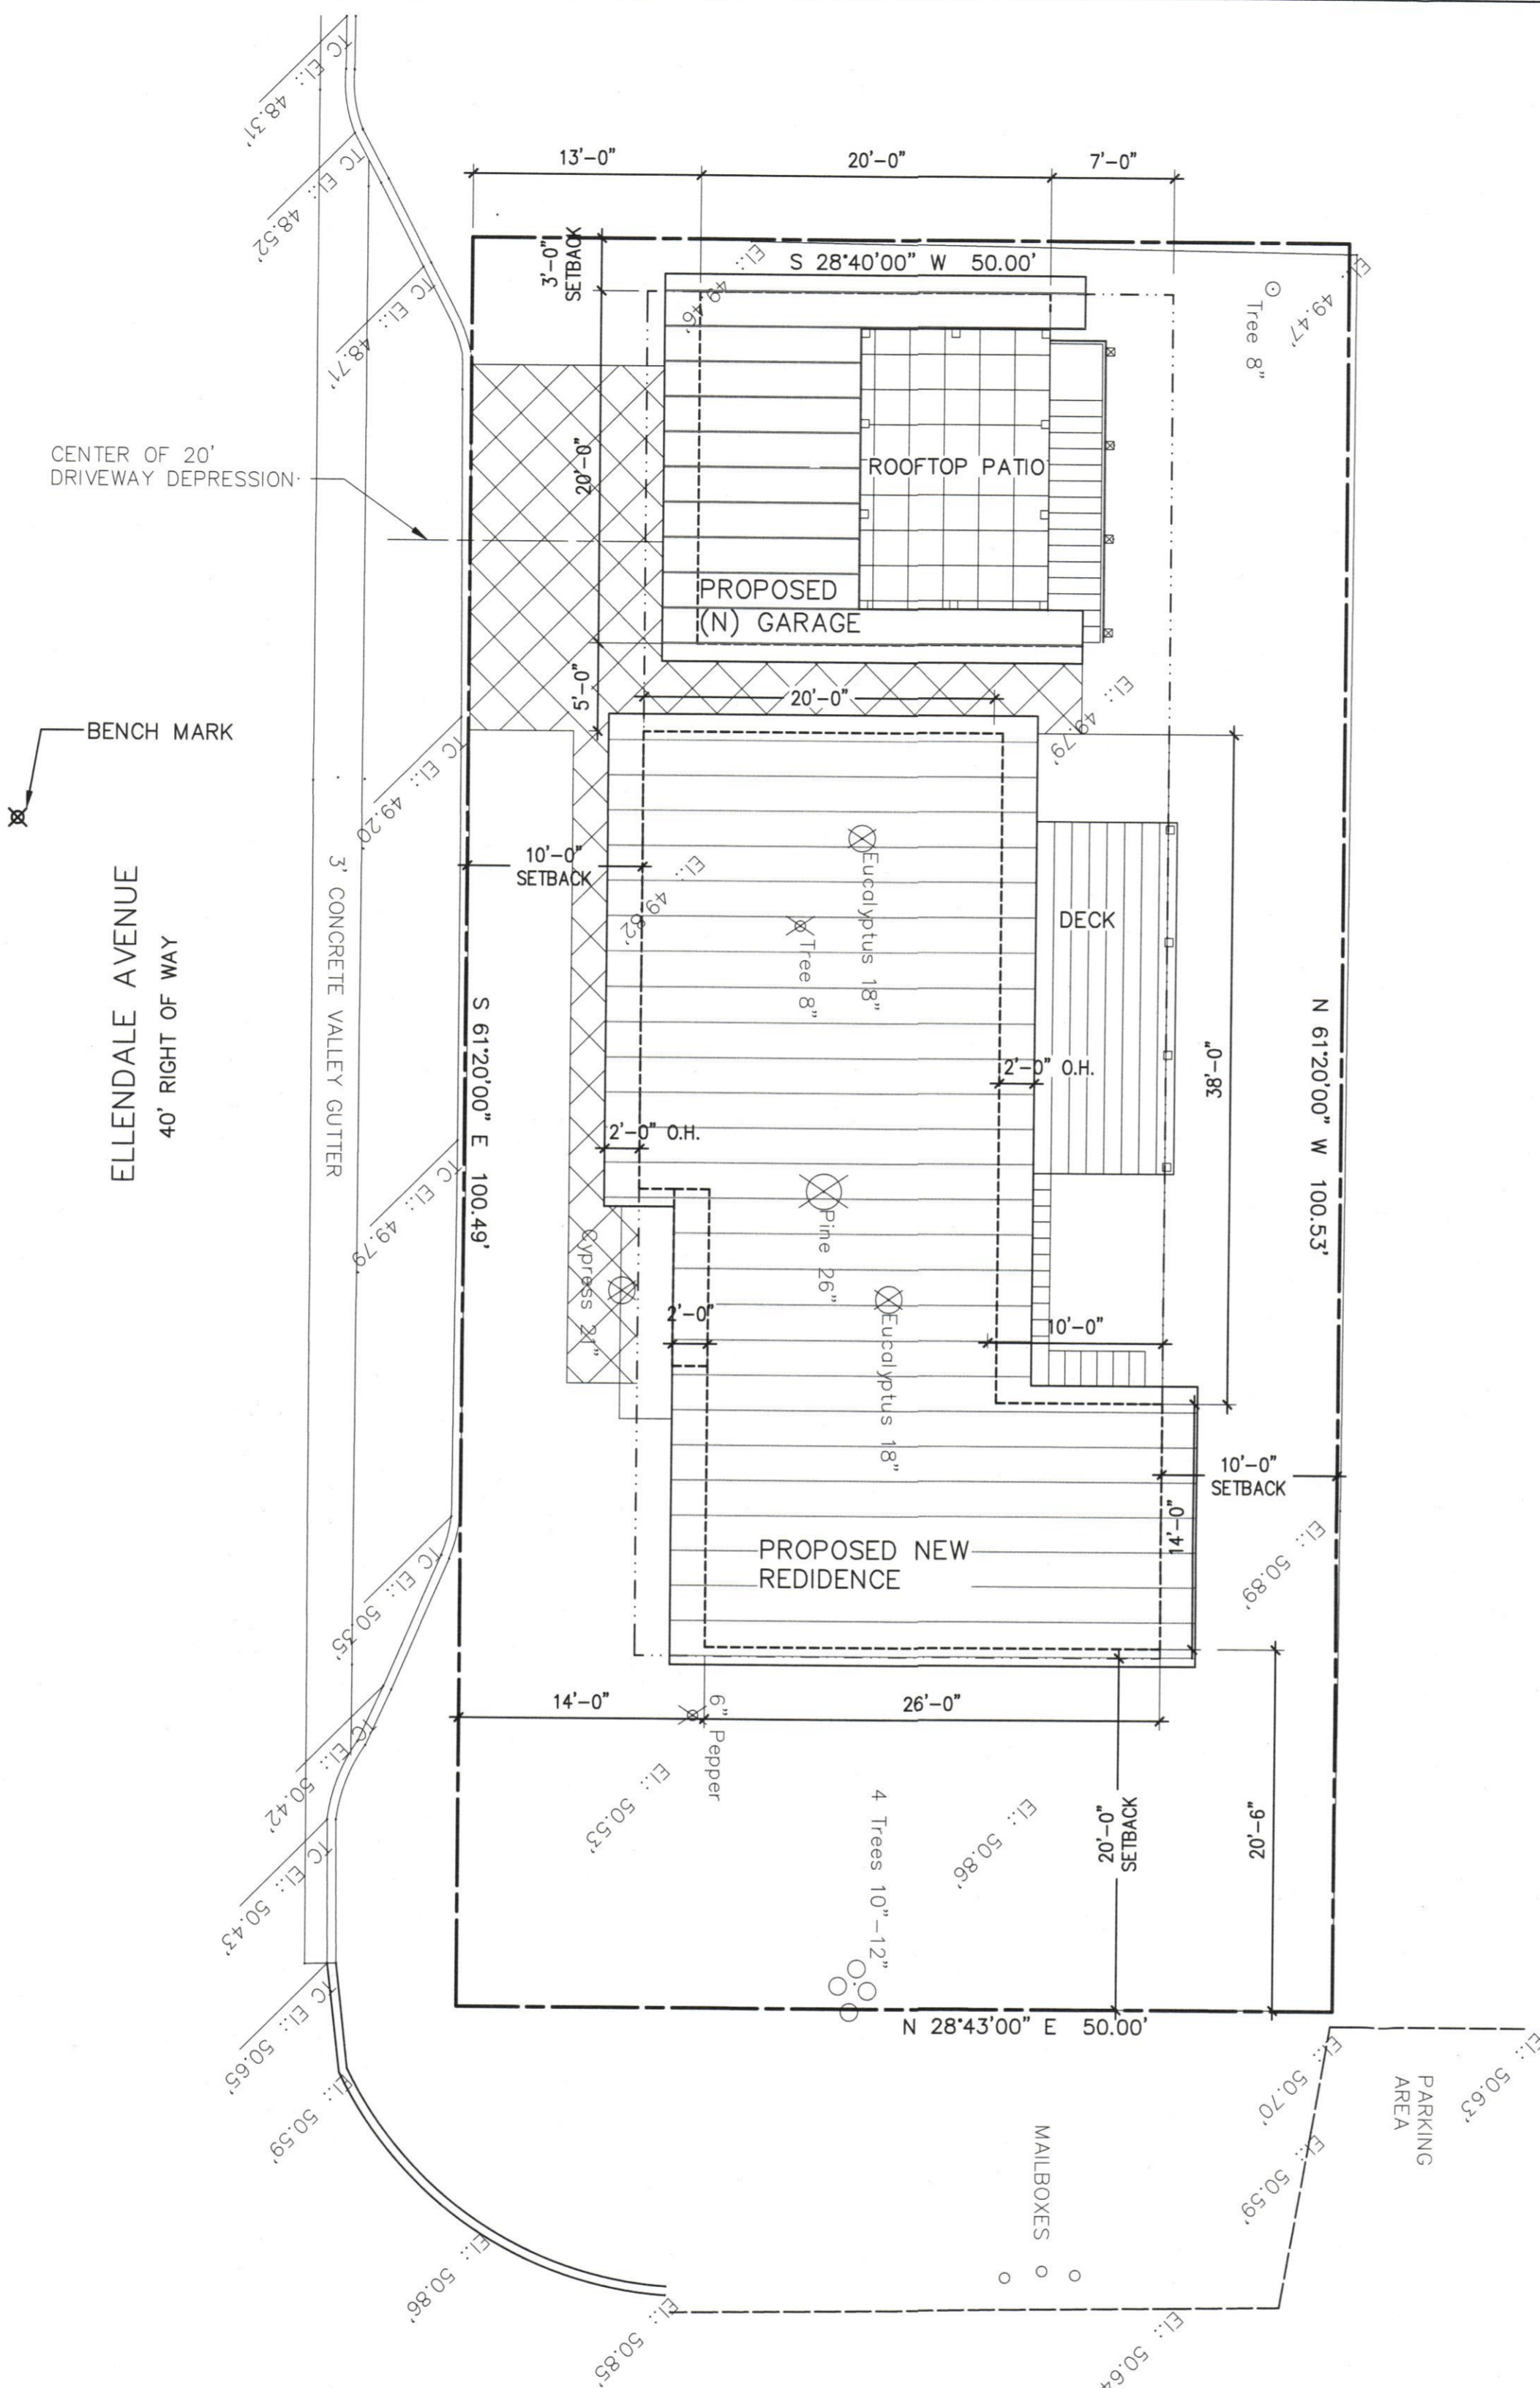 TC El.: 48.31'
TC El.: 48.52'
TC El.: 48.71'
13'-0"
20'-0"
7'-0"
3'-0"
SETBACK
S 28°40'00" W 50.00'
El.: 49.46'
El.: 49.47'
Tree 8"
CENTER OF 20'
DRIVEWAY DEPRESSION
20'-0"
ROOFTOP PATIO
PROPOSED
(N) GARAGE
5'-0"
20'-0"
El.: 49.79'
BENCH MARK
TC El.: 49.20'
ELLENDALE AVENUE
40' RIGHT OF WAY
3' CONCRETE VALLEY GUTTER
10'-0"
SETBACK
El.: 49.82'
Eucalyptus 18"
Tree 8"
DECK
S 61°20'00" E 100.49'
N 61°20'00" W 100.53'
2'-0" O.H.
38'-0"
2'-0" O.H.
TC El.: 49.79'
Pine 26"
Cypress 21"
2'-0"
Eucalyptus 18"
10'-0"
10'-0"
SETBACK
14'-0"
El.: 50.89'
PROPOSED NEW
REDIDENCE
TC El.: 50.35'
TC El.: 50.42'
TC El.: 50.43'
14'-0"
6" Pepper
26'-0"
El.: 50.53'
4 Trees 10"-12"
El.: 50.86'
20'-0"
SETBACK
20'-6"
N 28°43'00" E 50.00'
TC El.: 50.65'
El.: 50.59'
El.: 50.70'
PARKING
AREA
El.: 50.63'
El.: 50.59'
MAILBOXES
El.: 50.86'
El.: 50.85'
El.: 50.64'